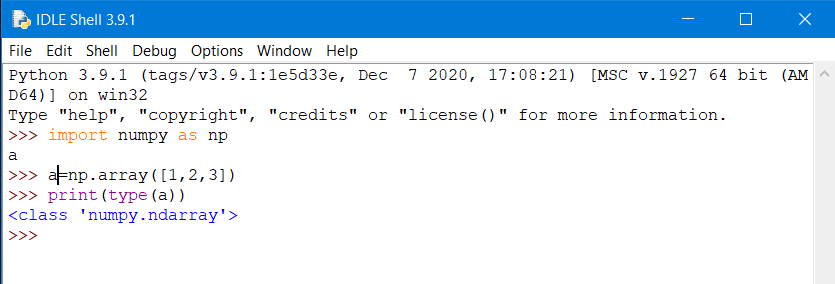 IDLE Shell 3.9.1
File Edit Shell Debug Options Window Help
Python 3.9.1 (tags/v3.9.1:1e5d33e, Dec  7 2020, 17:08:21) [MSC v.1927 64 bit (AM
D64)] on win32
Type "help", "copyright", "credits" or "license()" for more information.
>>> import numpy as np
a
>>> a=np.array([1,2,3])
>>> print(type(a))
<class 'numpy.ndarray'>
>>>